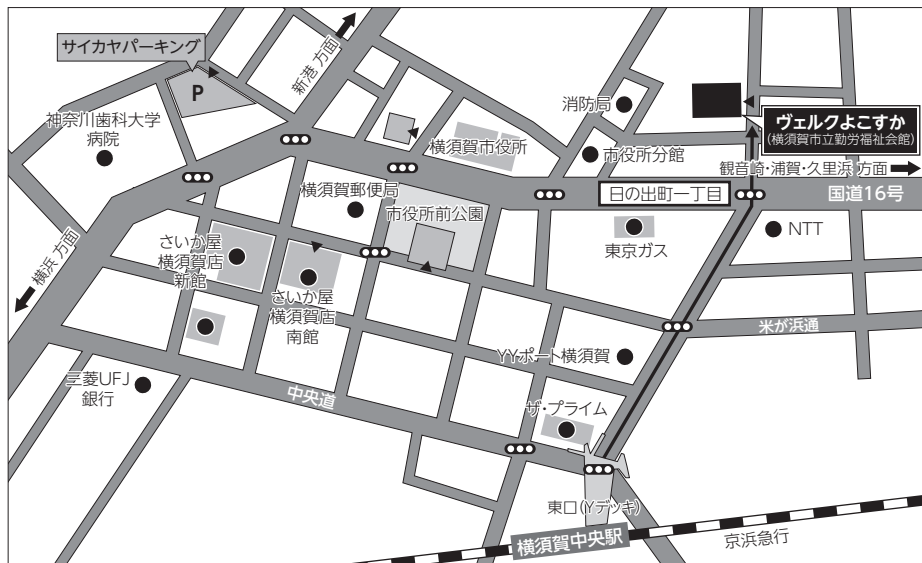 サイカヤパーキング
P
新港 方面
神奈川歯科大学
病院
消防局
ヴェルクよこすか
(横須賀市立勤労福祉会館)
横須賀市役所
市役所分館
観音崎・浦賀・久里浜 方面
横須賀郵便局
市役所前公園
日の出町一丁目
国道16号
さいか屋
横須賀店
新館
東京ガス
NTT
横浜 方面
さいか屋
横須賀店
南館
米が浜通
YYポート横須賀
三菱UFJ
銀行
中央道
ザ・プライム
東口(Yデッキ)
横須賀中央駅
京浜急行